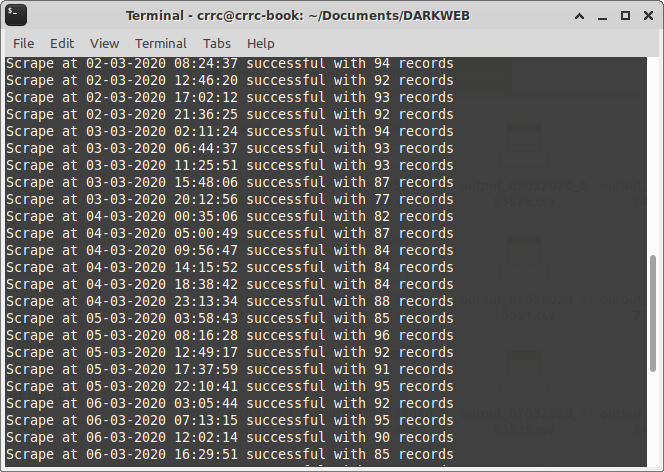 Terminal - crrc@crrc-book: ~/Documents/DARKWEB
File Edit View Terminal Tabs Help
Scrape at 02-03-2020 08:24:37 successful with 94 records
Scrape at 02-03-2020 12:46:20 successful with 92 records
Scrape at 02-03-2020 17:02:12 successful with 93 records
Scrape at 02-03-2020 21:36:25 successful with 92 records
Scrape at 03-03-2020 02:11:24 successful with 94 records
Scrape at 03-03-2020 06:44:37 successful with 93 records
Scrape at 03-03-2020 11:25:51 successful with 93 records
Scrape at 03-03-2020 15:48:06 successful with 87 records
Scrape at 03-03-2020 20:12:56 successful with 77 records
Scrape at 04-03-2020 00:35:06 successful with 82 records
Scrape at 04-03-2020 05:00:49 successful with 87 records
Scrape at 04-03-2020 09:56:47 successful with 84 records
Scrape at 04-03-2020 14:15:52 successful with 84 records
Scrape at 04-03-2020 18:38:42 successful with 84 records
Scrape at 04-03-2020 23:13:34 successful with 88 records
Scrape at 05-03-2020 03:58:43 successful with 85 records
Scrape at 05-03-2020 08:16:28 successful with 96 records
Scrape at 05-03-2020 12:49:17 successful with 92 records
Scrape at 05-03-2020 17:37:59 successful with 91 records
Scrape at 05-03-2020 22:10:41 successful with 95 records
Scrape at 06-03-2020 03:05:44 successful with 92 records
Scrape at 06-03-2020 07:13:15 successful with 95 records
Scrape at 06-03-2020 12:02:14 successful with 90 records
Scrape at 06-03-2020 16:29:51 successful with 85 records